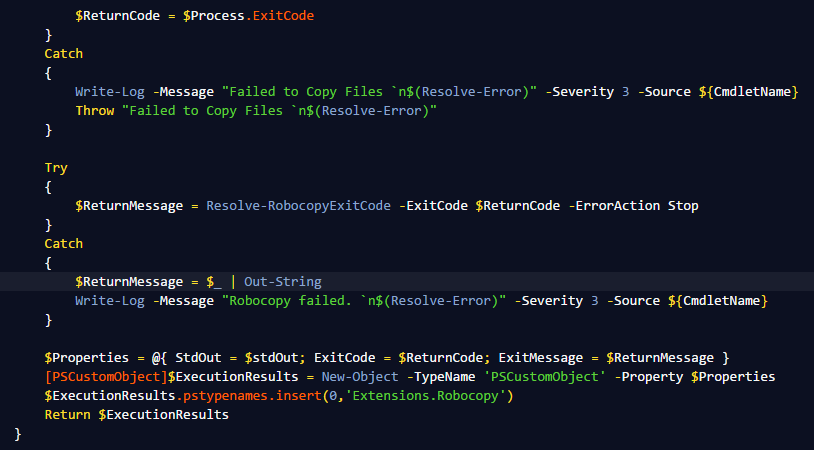 $ReturnCode = $Process.ExitCode
}
Catch
{
Write-Log -Message "Failed to Copy Files `n$(Resolve-Error)" -Severity 3 -Source ${CmdletName}
Throw "Failed to Copy Files `n$(Resolve-Error)"
}
Try
{
$ReturnMessage = Resolve-RobocopyExitCode -ExitCode $ReturnCode -ErrorAction Stop
}
Catch
{
$ReturnMessage = $_ | Out-String
Write-Log -Message "Robocopy failed. `n$(Resolve-Error)" -Severity 3 -Source ${CmdletName}
}
$Properties = @{ StdOut = $stdOut; ExitCode = $ReturnCode; ExitMessage = $ReturnMessage }
[PSCustomObject]$ExecutionResults = New-Object -TypeName 'PSCustomObject' -Property $Properties
$ExecutionResults.pstypenames.insert(0,'Extensions.Robocopy')
Return $ExecutionResults
}